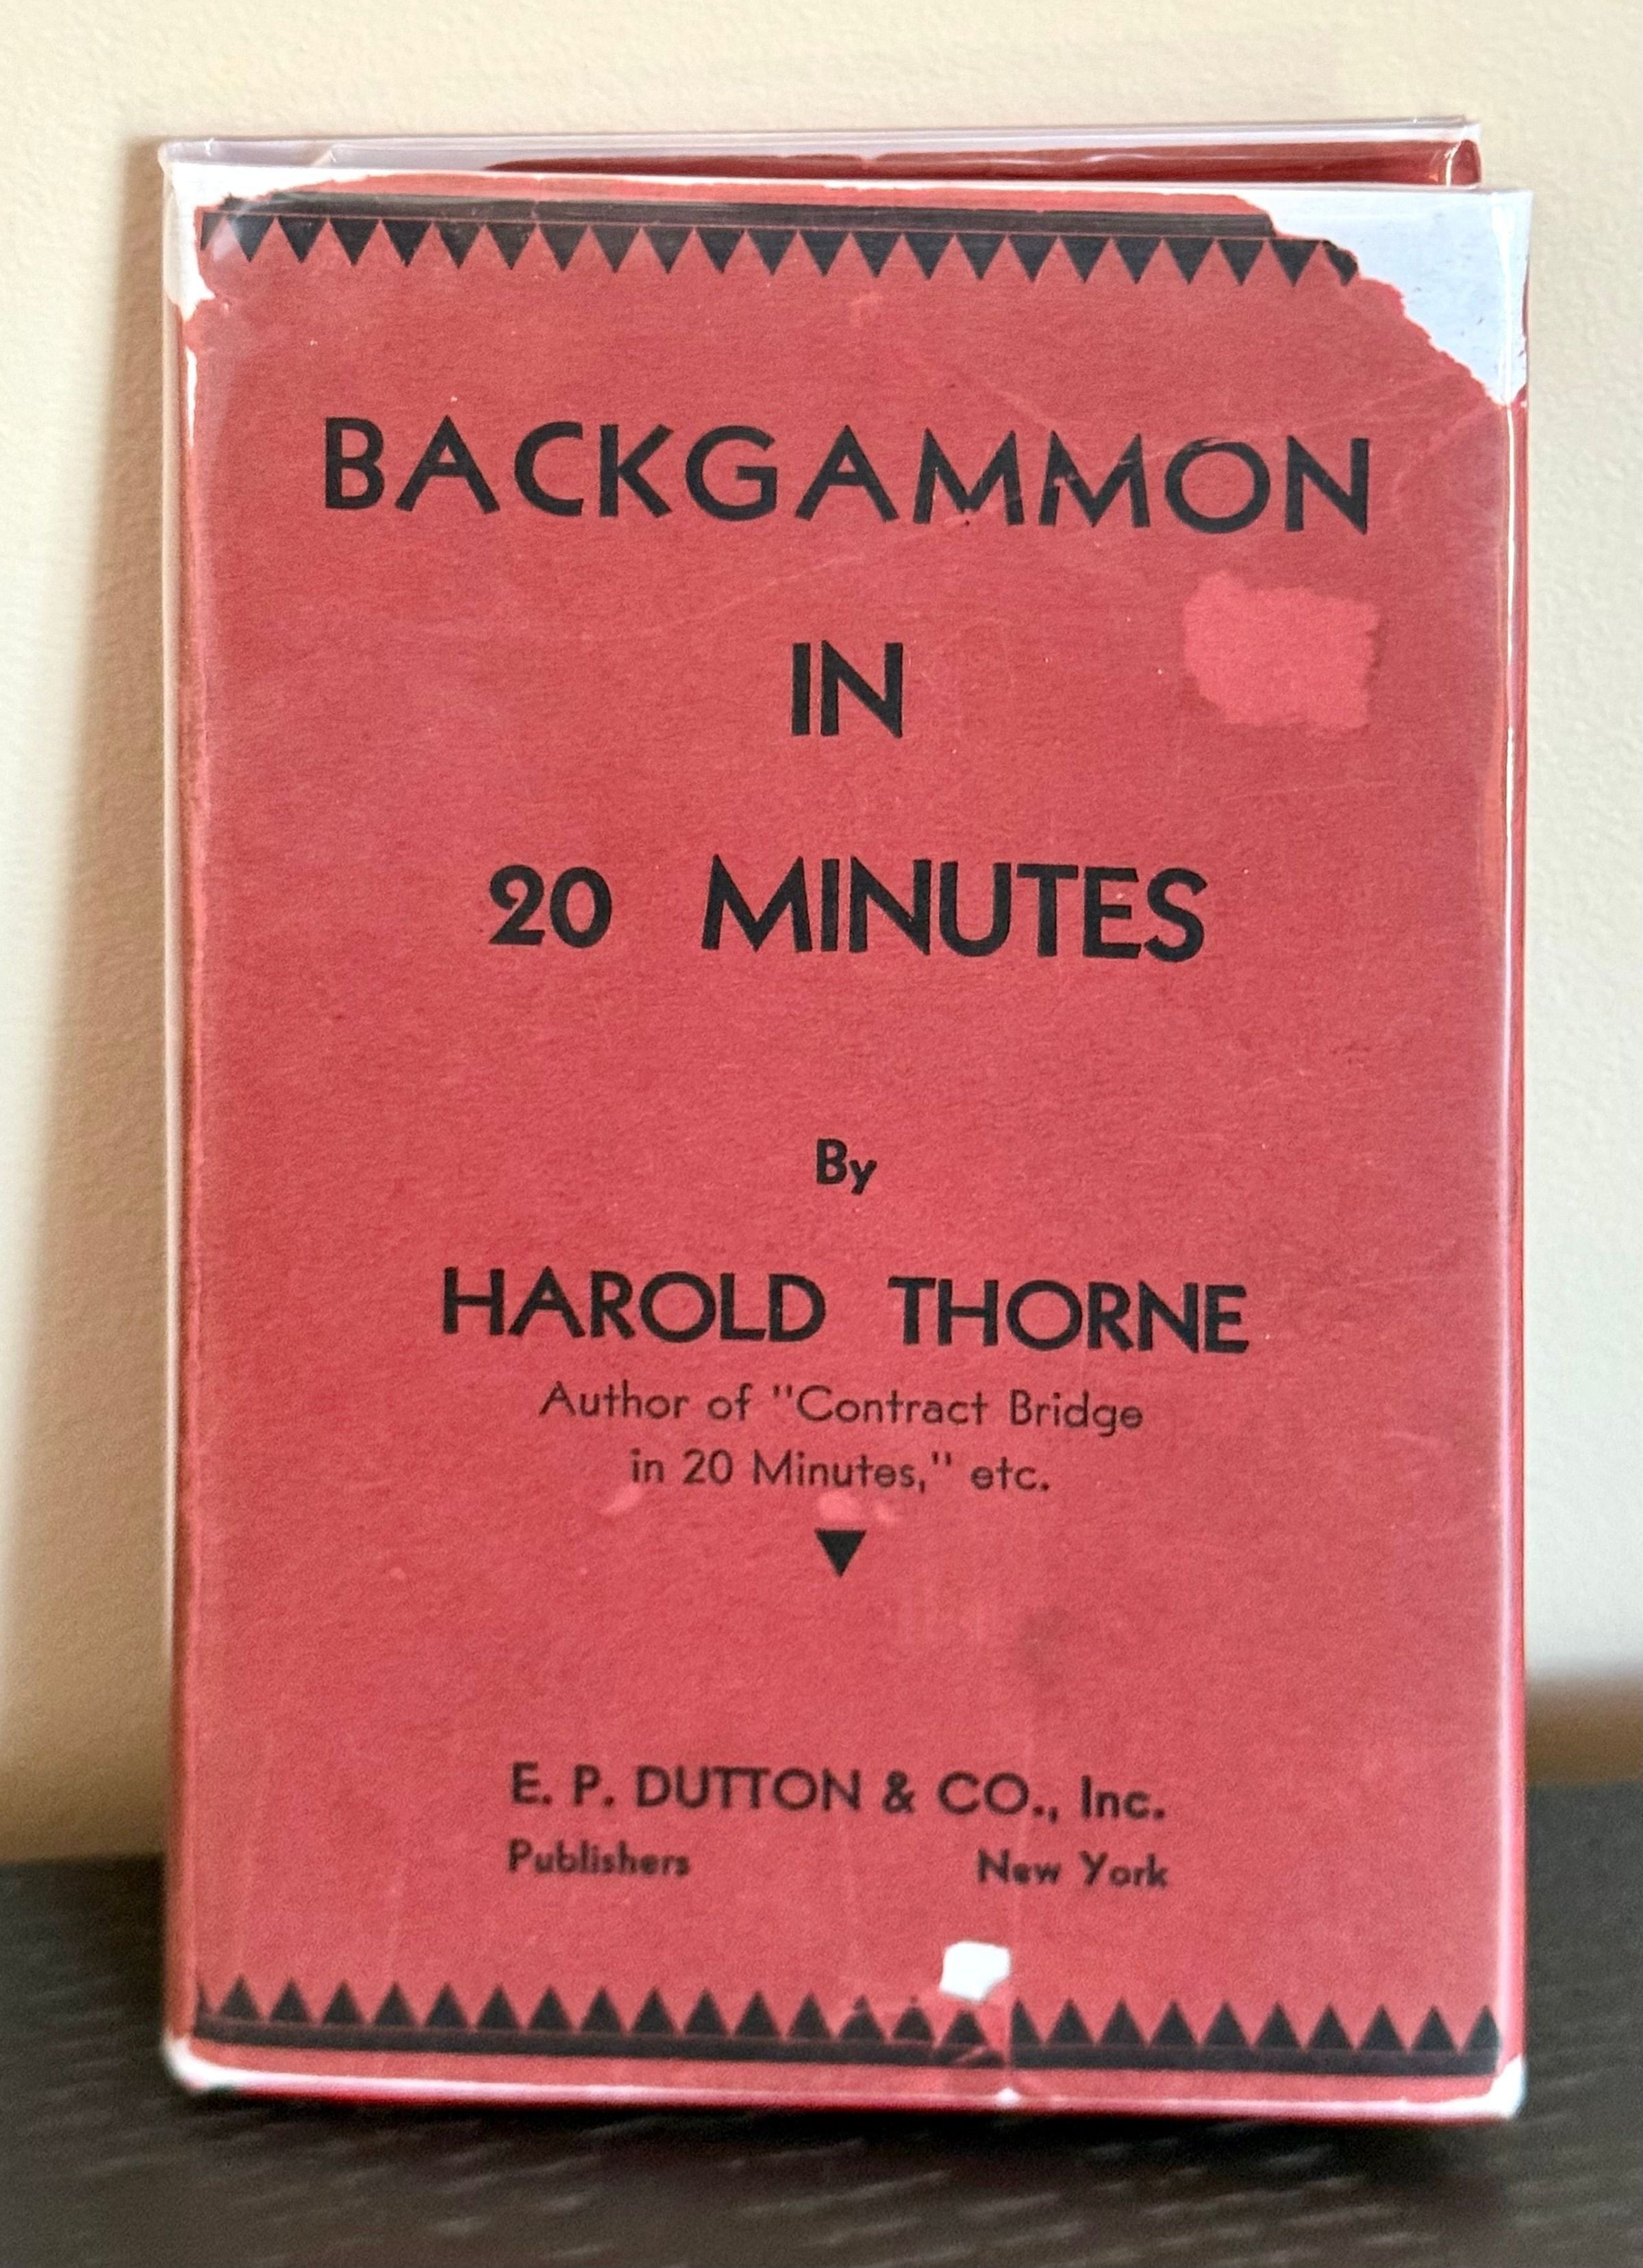 BACKGAMMON
IN
20 MINUTES
By
HAROLD THORNE
Author of "Contract Bridge
in 20 Minutes," etc.
E. P. DUTTON & CO., Inc.
Publishers New York